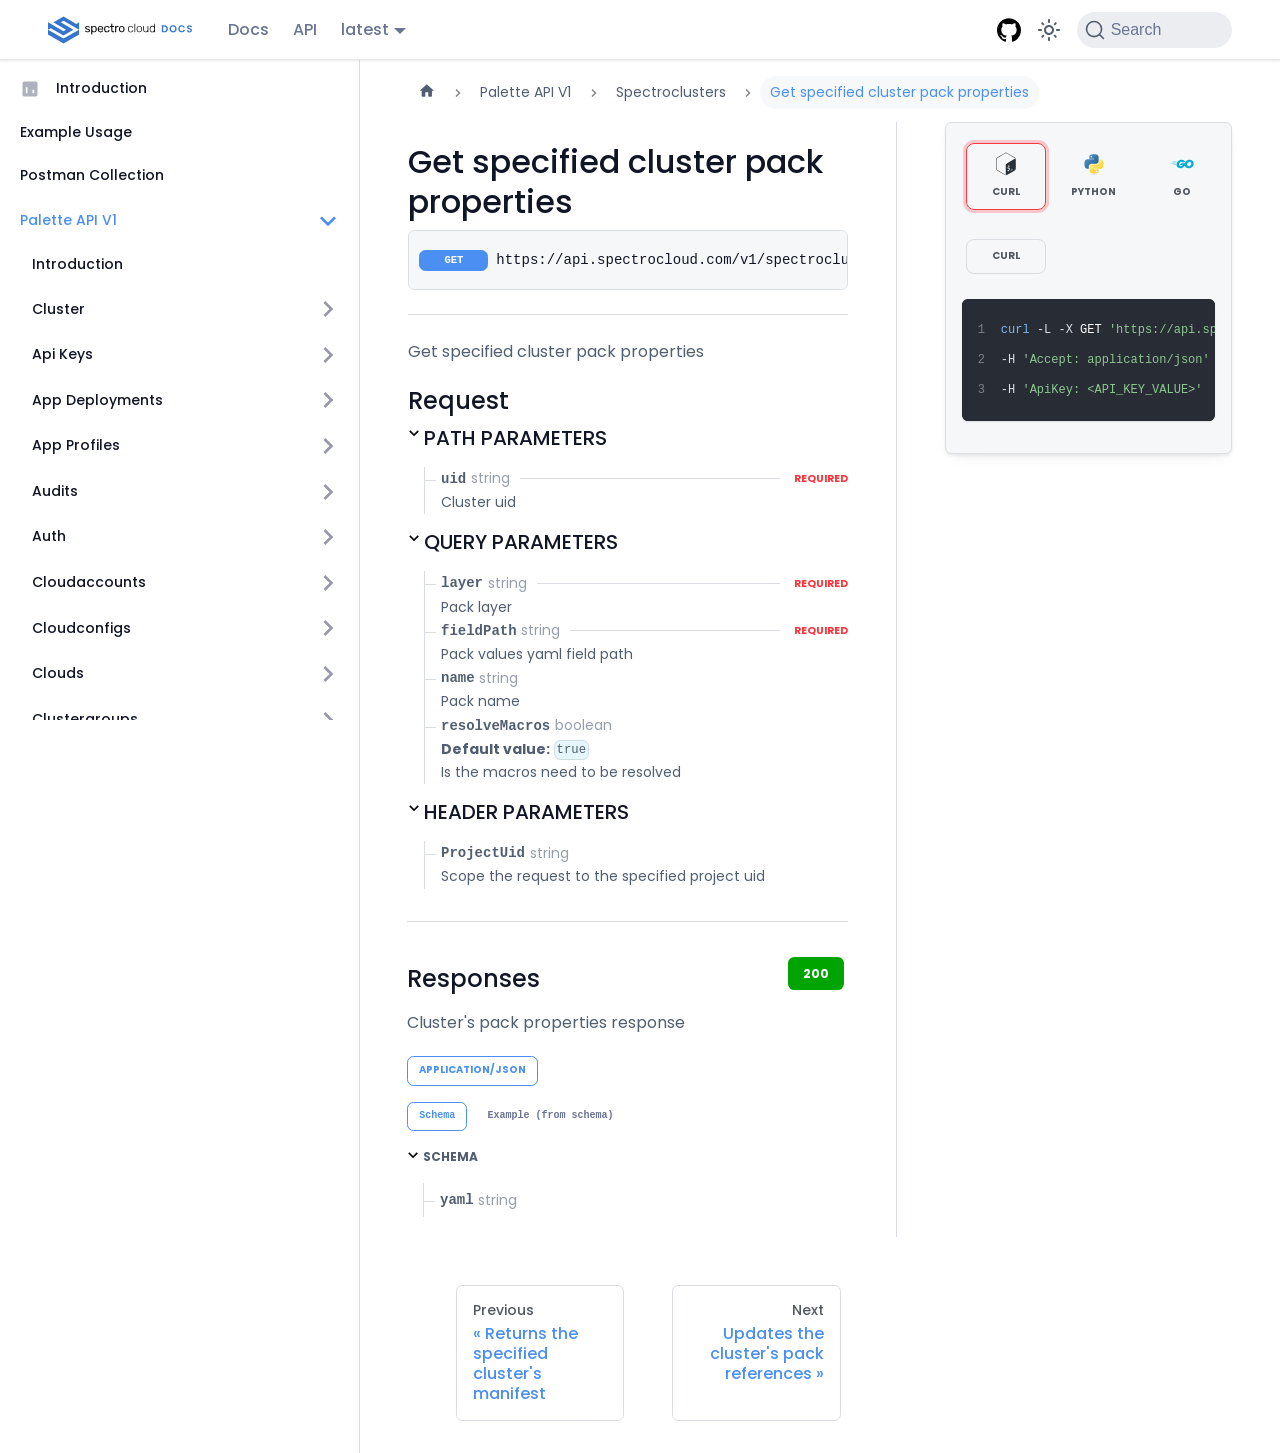 spectro cloud DOCS
Docs
API
latest
Search
Introduction
Example Usage
Postman Collection
Palette API V1
Introduction
Cluster
Api Keys
App Deployments
App Profiles
Audits
Auth
Cloudaccounts
Cloudconfigs
Clouds
Clustergroups
Palette API V1
Spectroclusters
Get specified cluster pack properties
Get specified cluster pack
properties
GET https://api.spectrocloud.com/v1/spectroclu
Get specified cluster pack properties
Request
PATH PARAMETERS
uid string REQUIRED
Cluster uid
QUERY PARAMETERS
layer string REQUIRED
Pack layer
fieldPath string REQUIRED
Pack values yaml field path
name string
Pack name
resolveMacros boolean
Default value: true
Is the macros need to be resolved
HEADER PARAMETERS
ProjectUid string
Scope the request to the specified project uid
Responses
200
Cluster's pack properties response
APPLICATION/JSON
Schema Example (from schema)
SCHEMA
yaml string
Previous
« Returns the
specified
cluster's
manifest
Next
Updates the
cluster's pack
references »
CURL PYTHON GO
GO
CURL
1 curl -L -X GET 'https://api.sp
2 -H 'Accept: application/json'
3 -H 'ApiKey: <API_KEY_VALUE>'